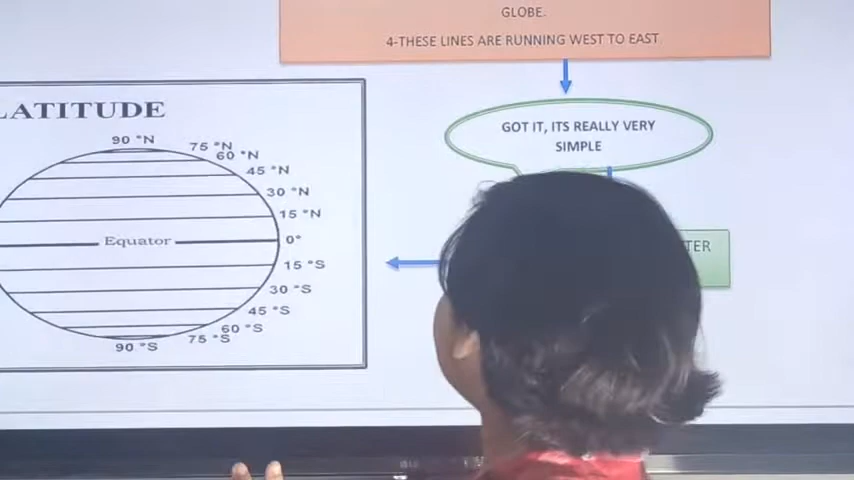 GLOBE.
4-THESE LINES ARE RUNNING WEST TO EAST
LATITUDE
GOT IT, ITS REALLY VERY
SIMPLE
90 °N
75 °N
60 °N
45 °N
30 °N
15 °N
Equator
0°
15 °S
30 °S
45 °S
60 °S
75 °S
90 °S